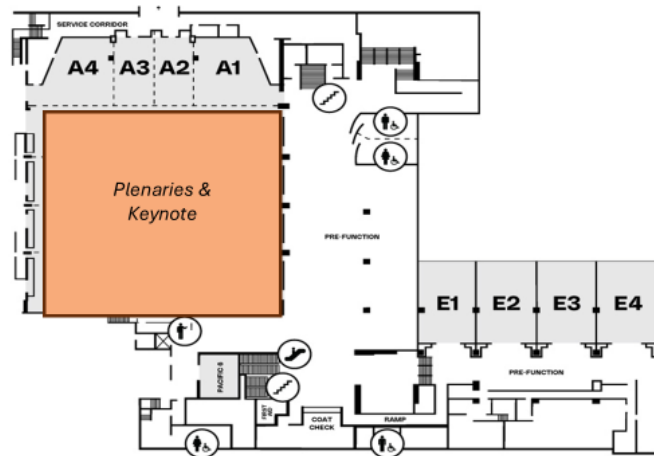 SERVICE CORRIDOR
A4
A3
A2
A1
Plenaries &
Keynote
PRE-FUNCTION
E1
E2
E3
E4
PRE-FUNCTION
PACIFIC 6
FIRST
AID
COAT
CHECK
RAMP